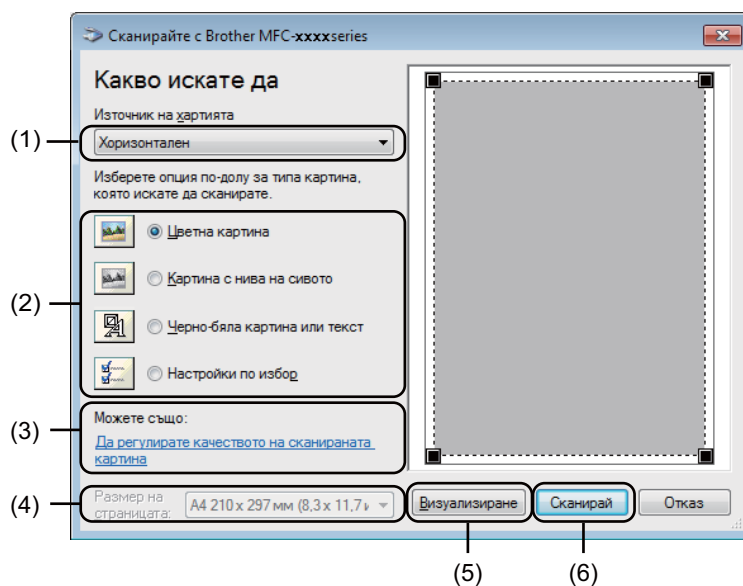 Сканирайте с Brother MFC-xxxxseries
Какво искате да
Източник на хартията
(1)
Хоризонтален
Изберете опция по-долу за типа картина,
която искате да сканирате.
(2)
Цветна картина
Картина с нива на сивото
Черно-бяла картина или текст
Настройки по избор
(3)
Можете също:
Да регулирате качеството на сканираната
картина
(4)
Размер на
страницата:
A4 210 x 297 мм (8,3 x 11,7 и
Визуализиране
Сканирай
Отказ
(5)
(6)